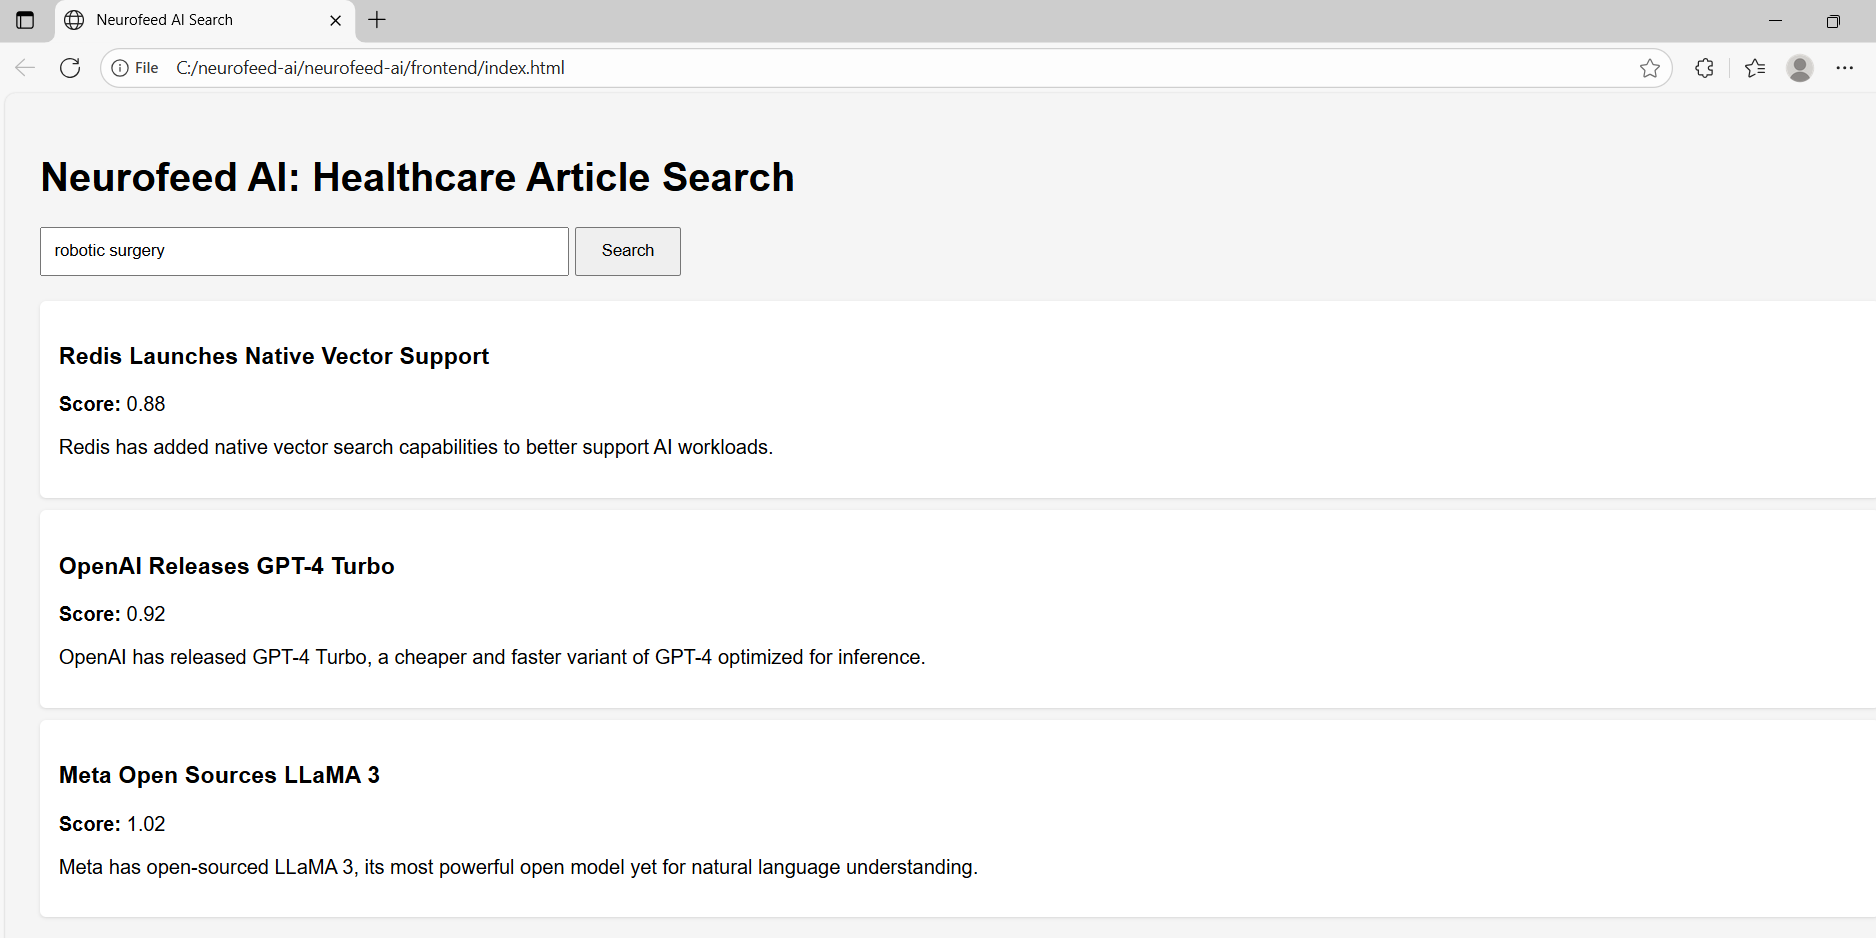 Neurofeed AI Search
File C:/neurofeed-ai/neurofeed-ai/frontend/index.html
Neurofeed AI: Healthcare Article Search
robotic surgery Search
Redis Launches Native Vector Support
Score: 0.88
Redis has added native vector search capabilities to better support AI workloads.
OpenAI Releases GPT-4 Turbo
Score: 0.92
OpenAI has released GPT-4 Turbo, a cheaper and faster variant of GPT-4 optimized for inference.
Meta Open Sources LLaMA 3
Score: 1.02
Meta has open-sourced LLaMA 3, its most powerful open model yet for natural language understanding.